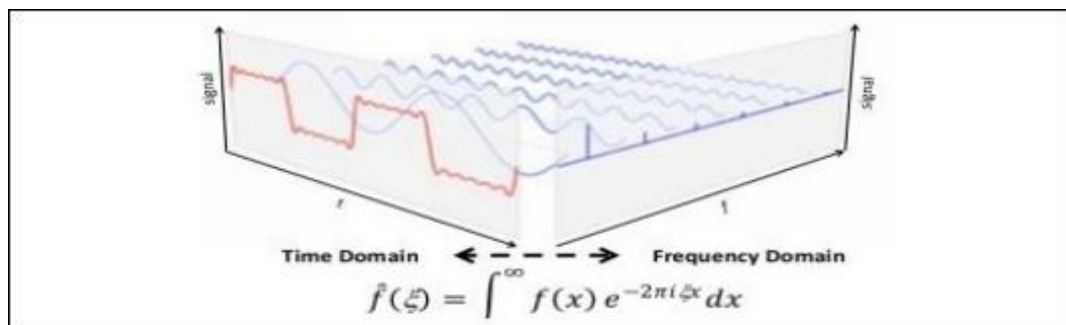 signal
signal
t
f
Time Domain
Frequency Domain
f̂(ξ) = ∫^∞ f(x) e^{-2πiξx} dx